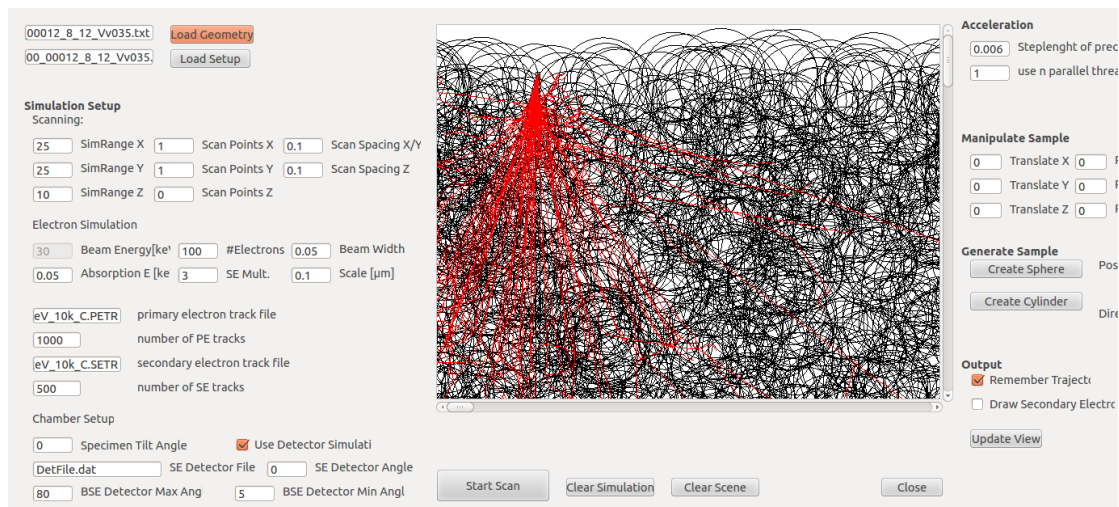 00012_8_12_Vv035.txt Load Geometry
00_00012_8_12_Vv035. Load Setup
Simulation Setup
Scanning:
25 SimRange X 1 Scan Points X 0.1 Scan Spacing X/Y
25 SimRange Y 1 Scan Points Y 0.1 Scan Spacing Z
10 SimRange Z 0 Scan Points Z
Electron Simulation
30 Beam Energy[keV 100 #Electrons 0.05 Beam Width
0.05 Absorption E [ke 3 SE Mult. 0.1 Scale [µm]
eV_10k_C.PETR primary electron track file
1000 number of PE tracks
eV_10k_C.SETR secondary electron track file
500 number of SE tracks
Chamber Setup
0 Specimen Tilt Angle Use Detector Simulati
DetFile.dat SE Detector File 0 SE Detector Angle
80 BSE Detector Max Ang 5 BSE Detector Min Angl
Start Scan Clear Simulation Clear Scene Close
Acceleration
0.006 Steplenght of prec
1 use n parallel threa
Manipulate Sample
0 Translate X 0
0 Translate Y 0
0 Translate Z 0
Generate Sample
Create Sphere Pos
Create Cylinder
Dire
Output
Remember Trajecto
Draw Secondary Electro
Update View